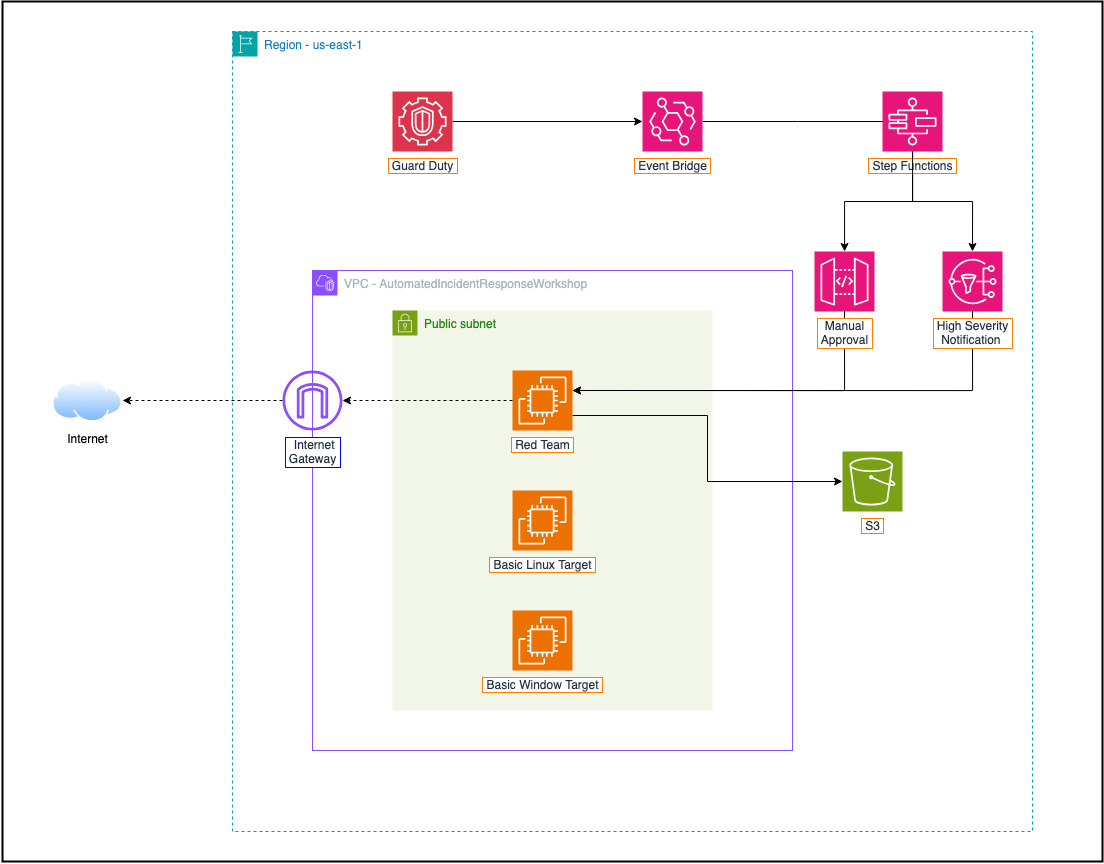 Region - us-east-1
Guard Duty
Event Bridge
Step Functions
VPC - AutomatedIncidentResponseWorkshop
Manual
Approval
High Severity
Notification
Public subnet
Internet
Internet
Gateway
Red Team
S3
Basic Linux Target
Basic Window Target